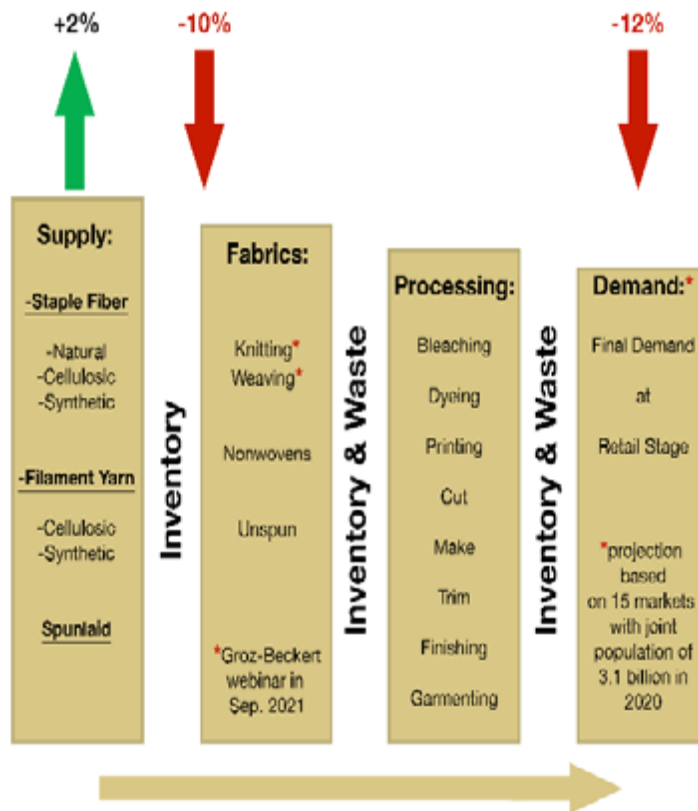 +2%
-10%
-12%
Supply:
-Staple Fiber
-Natural
-Cellulosic
-Synthetic
-Filament Yarn
-Cellulosic
-Synthetic
Spunlaid
Inventory
Fabrics:
Knitting*
Weaving*
Nonwovens
Unspun
*Groz-Beckert
webinar in
Sep. 2021
Inventory & Waste
Processing:
Bleaching
Dyeing
Printing
Cut
Make
Trim
Finishing
Garmenting
Inventory & Waste
Demand:*
Final Demand
at
Retail Stage
*projection
based
on 15 markets
with joint
population of
3.1 billion in
2020